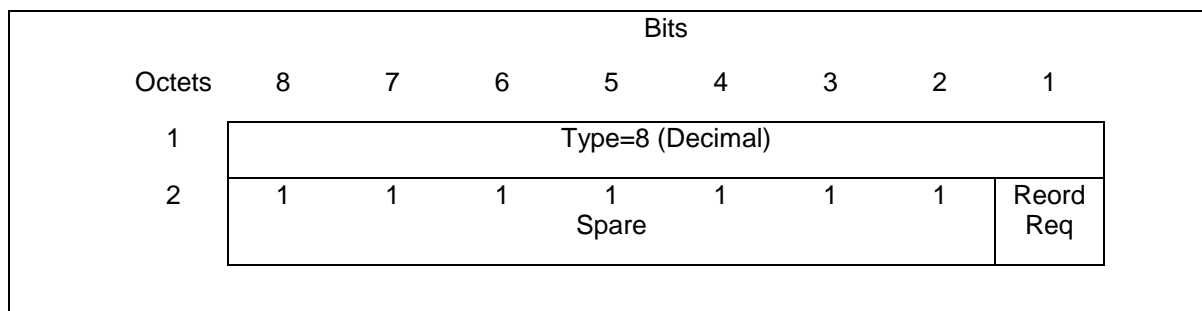 Bits
Octets 8 7 6 5 4 3 2 1
1 Type=8 (Decimal)
2 1 1 1 1 1 1 1 Reord
Spare Req